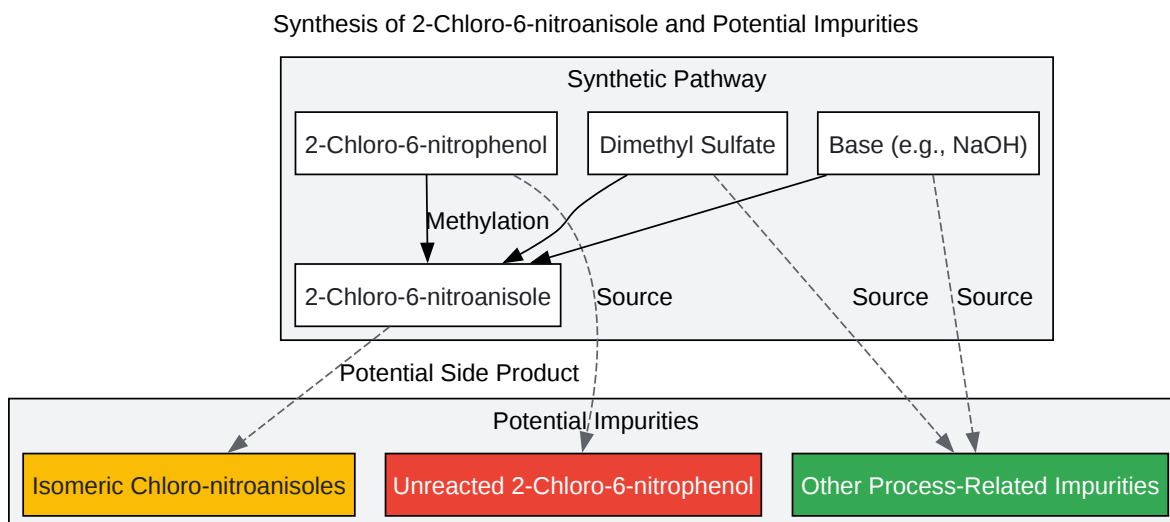 Synthesis of 2-Chloro-6-nitroanisole and Potential Impurities
Synthetic Pathway
2-Chloro-6-nitrophenol
Dimethyl Sulfate
Base (e.g., NaOH)
Methylation
2-Chloro-6-nitroanisole
Source
Source
Source
Potential Side Product
Potential Impurities
Isomeric Chloro-nitroanisoles
Unreacted 2-Chloro-6-nitrophenol
Other Process-Related Impurities